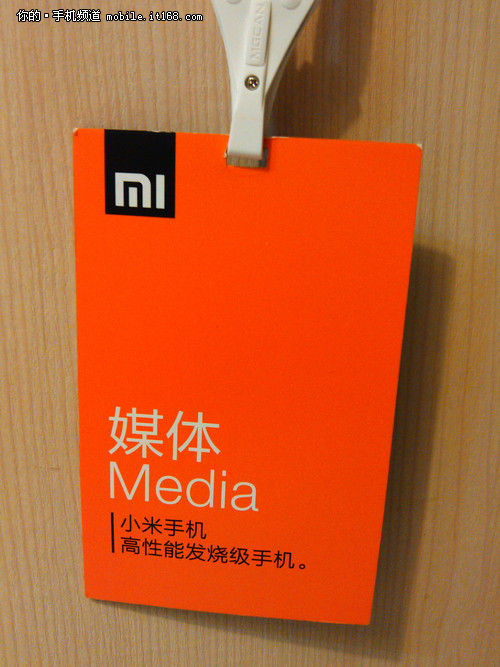 你的·手机频道 mobile.it168.com
MIGCAN
mi
媒体
Media
小米手机
高性能发烧级手机。